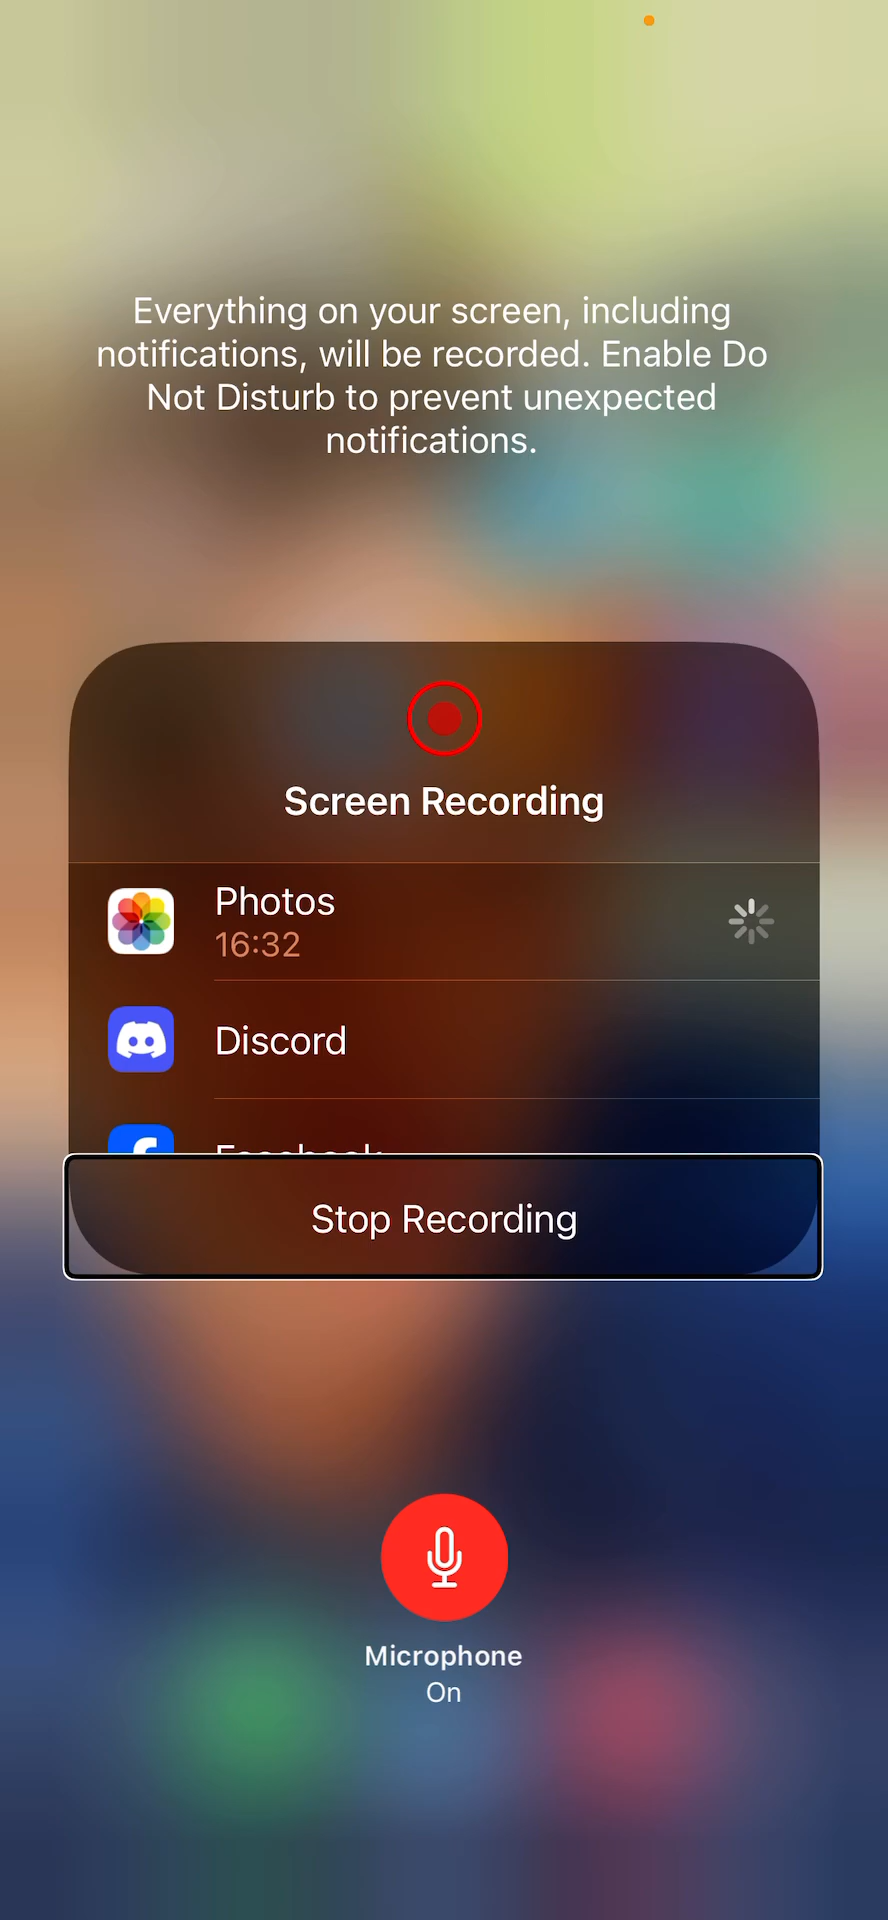 Everything on your screen, including
notifications, will be recorded. Enable Do
Not Disturb to prevent unexpected
notifications.
Screen Recording
Photos
16:32
Discord
Facebook
Stop Recording
Microphone
On